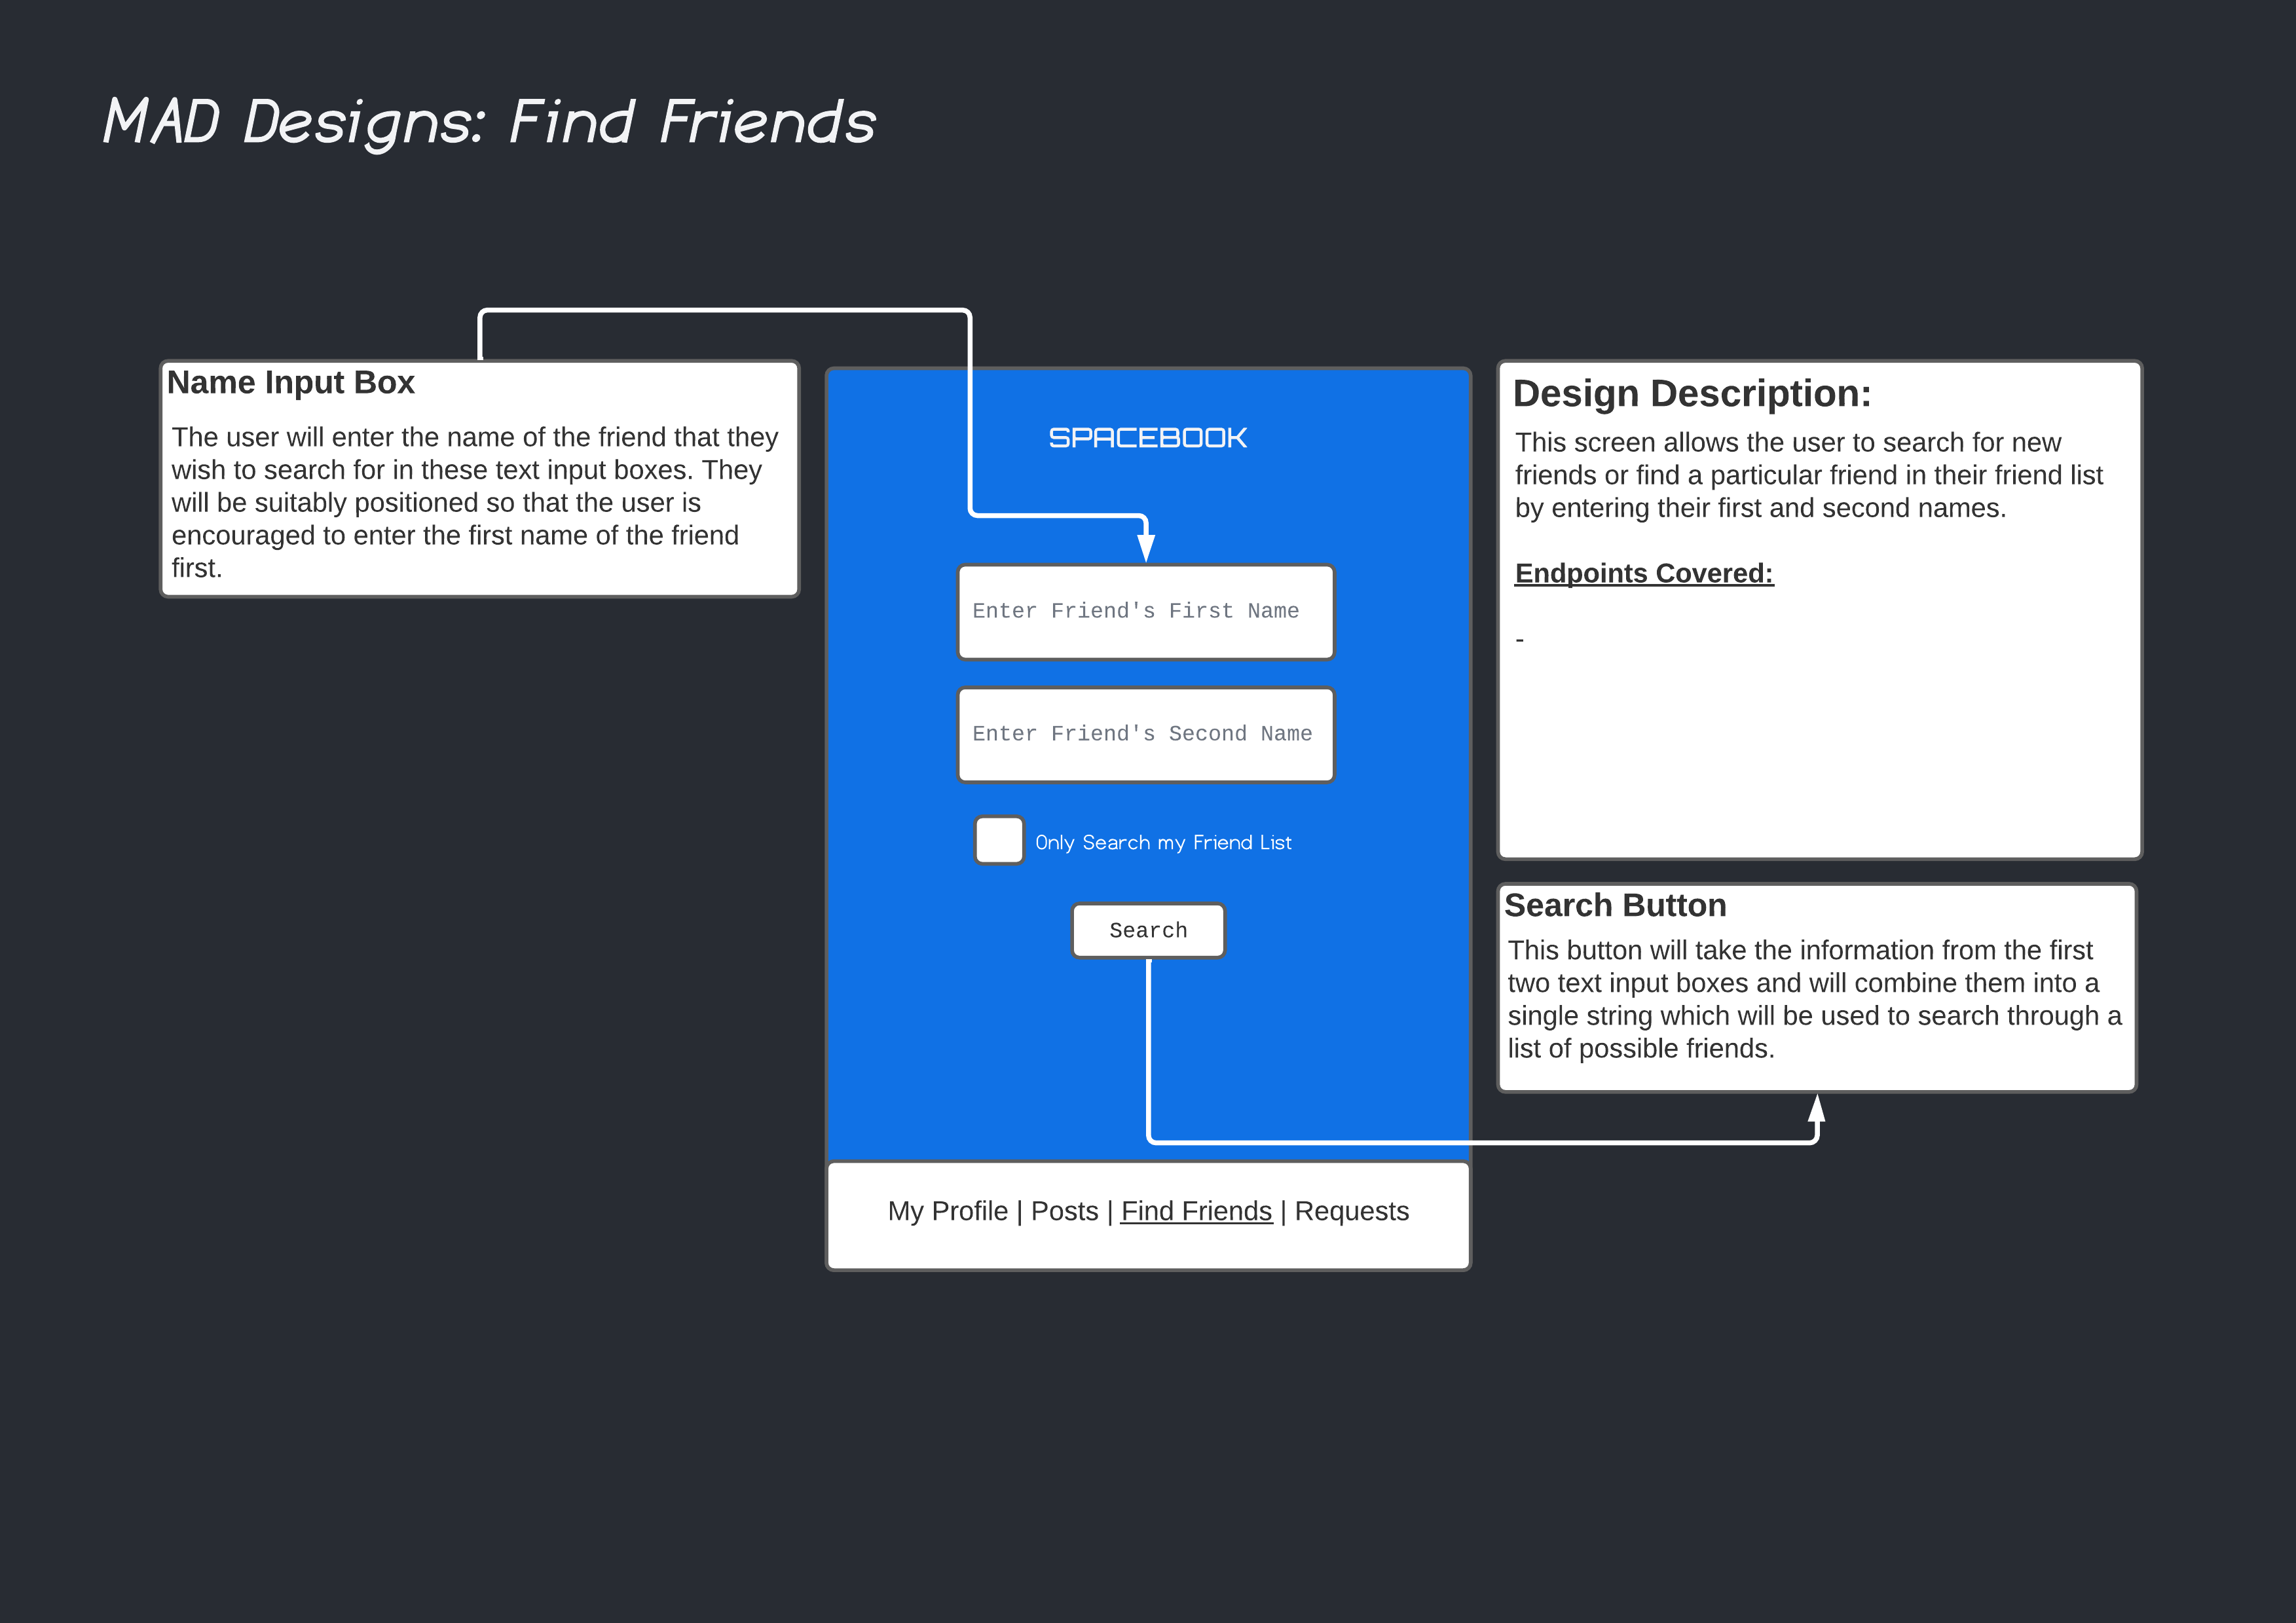 MAD Designs: Find Friends
Name Input Box
The user will enter the name of the friend that they
wish to search for in these text input boxes. They
will be suitably positioned so that the user is
encouraged to enter the first name of the friend
first.
SPACEBOOK
Enter Friend's First Name
Enter Friend's Second Name
Only Search my Friend List
Search
My Profile | Posts | Find Friends | Requests
Design Description:
This screen allows the user to search for new
friends or find a particular friend in their friend list
by entering their first and second names.
Endpoints Covered:
-
Search Button
This button will take the information from the first
two text input boxes and will combine them into a
single string which will be used to search through a
list of possible friends.